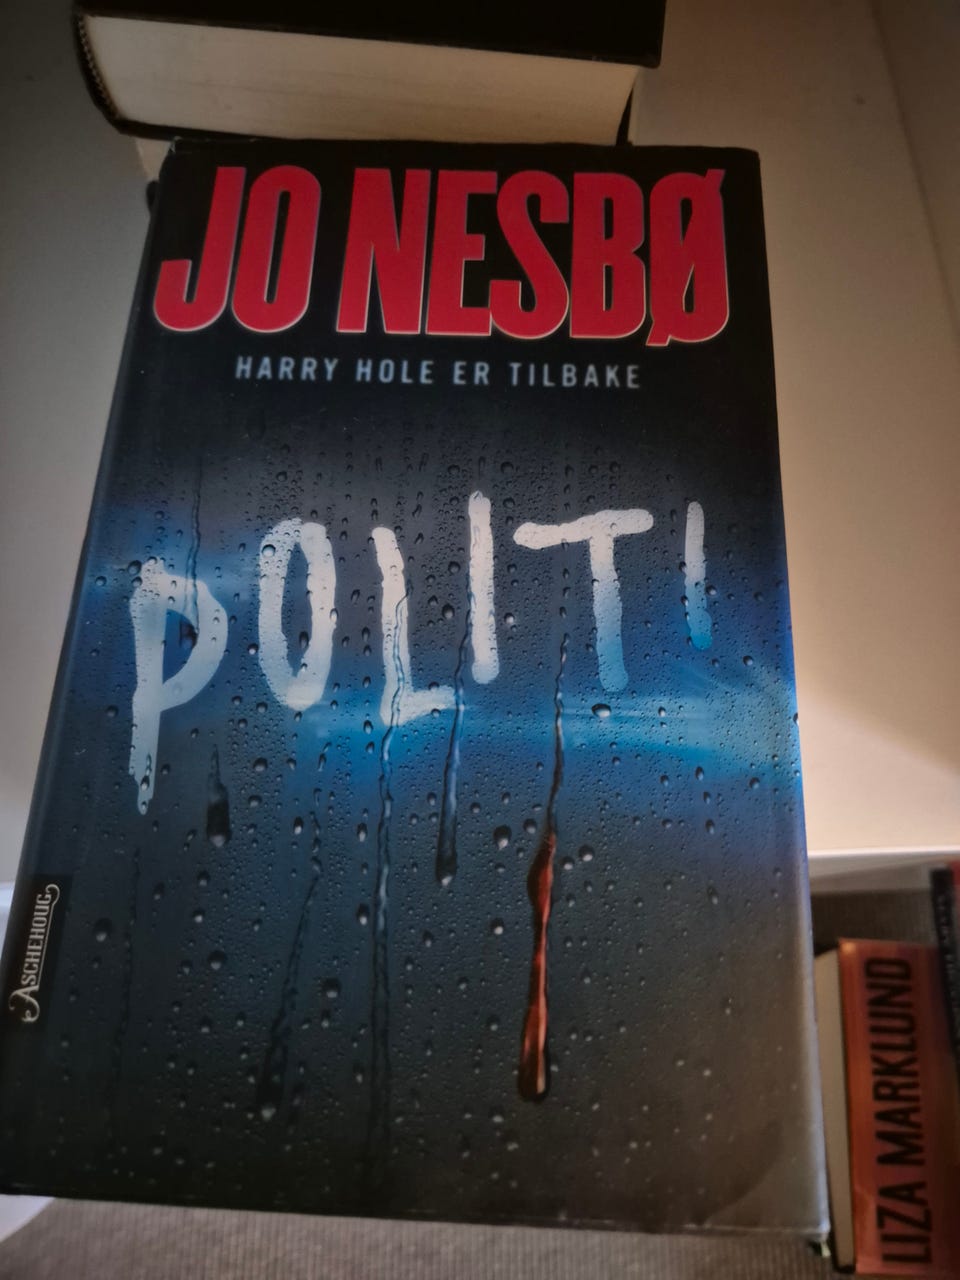 JO NESBØ
HARRY HOLE ER TILBAKE
POLITI
ASCHEHOUG
LIZA MARKLUND